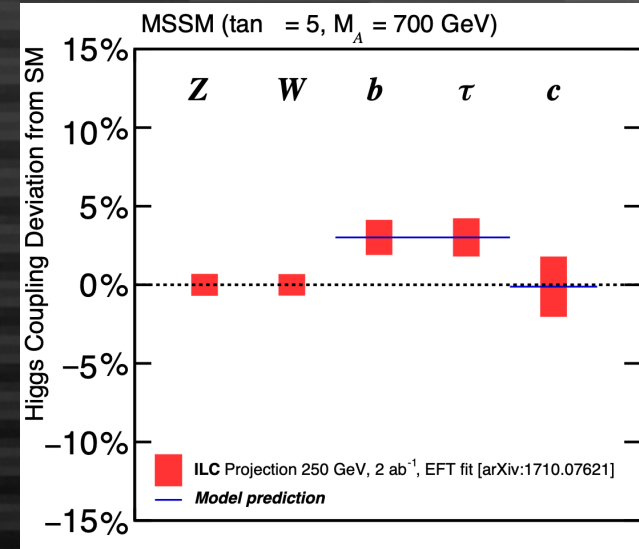 MSSM (tan = 5, M_A = 700 GeV)
Higgs Coupling Deviation from SM
15%
10%
5%
0%
−5%
−10%
−15%
Z W b τ c
ILC Projection 250 GeV, 2 ab⁻¹, EFT fit [arXiv:1710.07621]
Model prediction